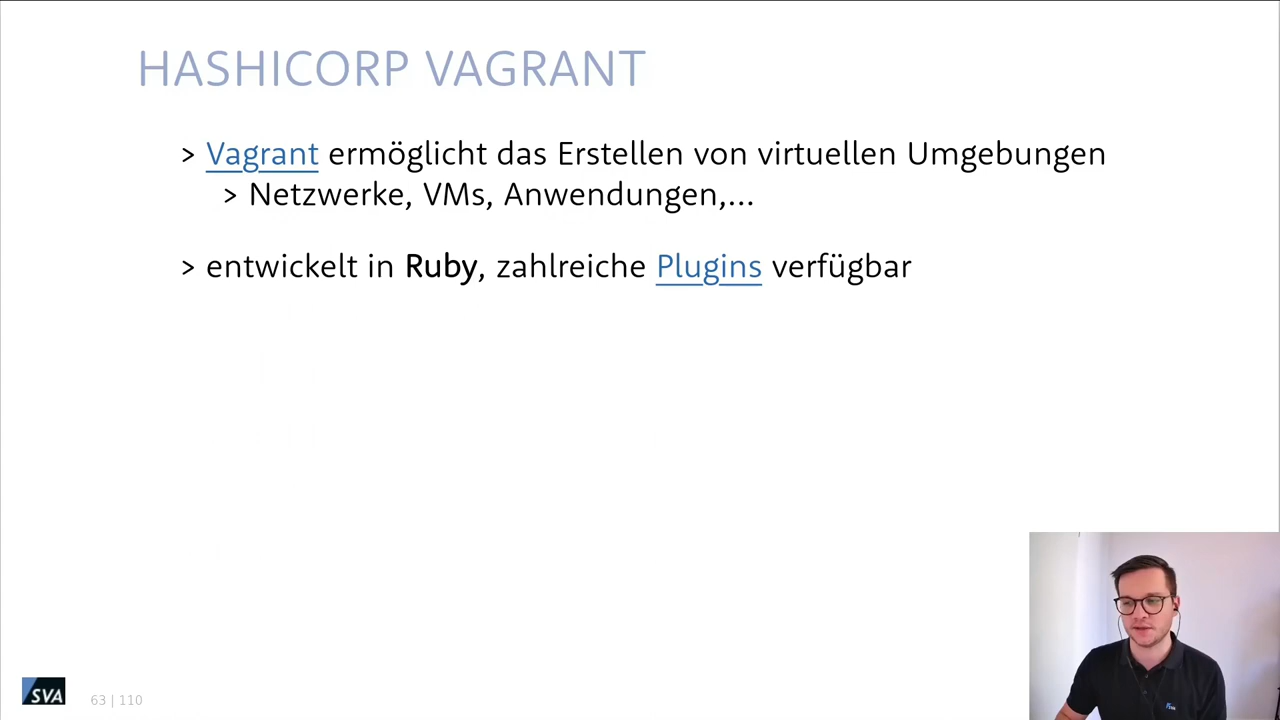 HASHICORP VAGRANT
> Vagrant ermöglicht das Erstellen von virtuellen Umgebungen
> Netzwerke, VMs, Anwendungen,...
> entwickelt in Ruby, zahlreiche Plugins verfügbar
SVA
63 | 110
SVA